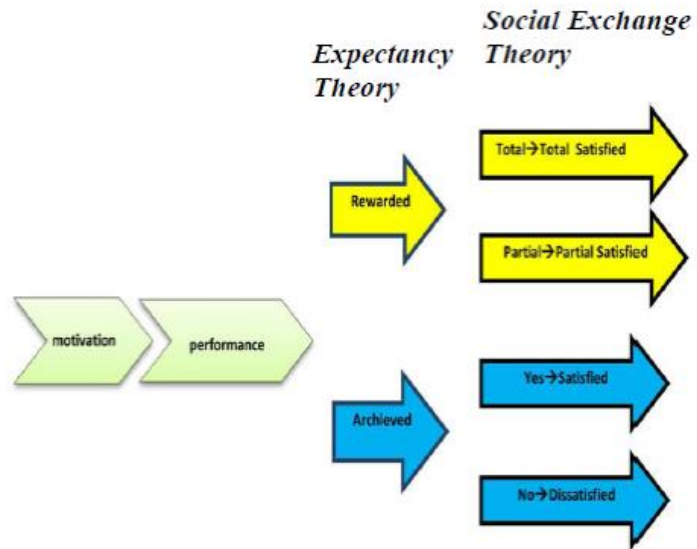 Expectancy
Theory
Social Exchange
Theory
Total→Total Satisfied
Rewarded
Partial→Partial Satisfied
motivation
performance
Yes→Satisfied
Archieved
No→Dissatisfied